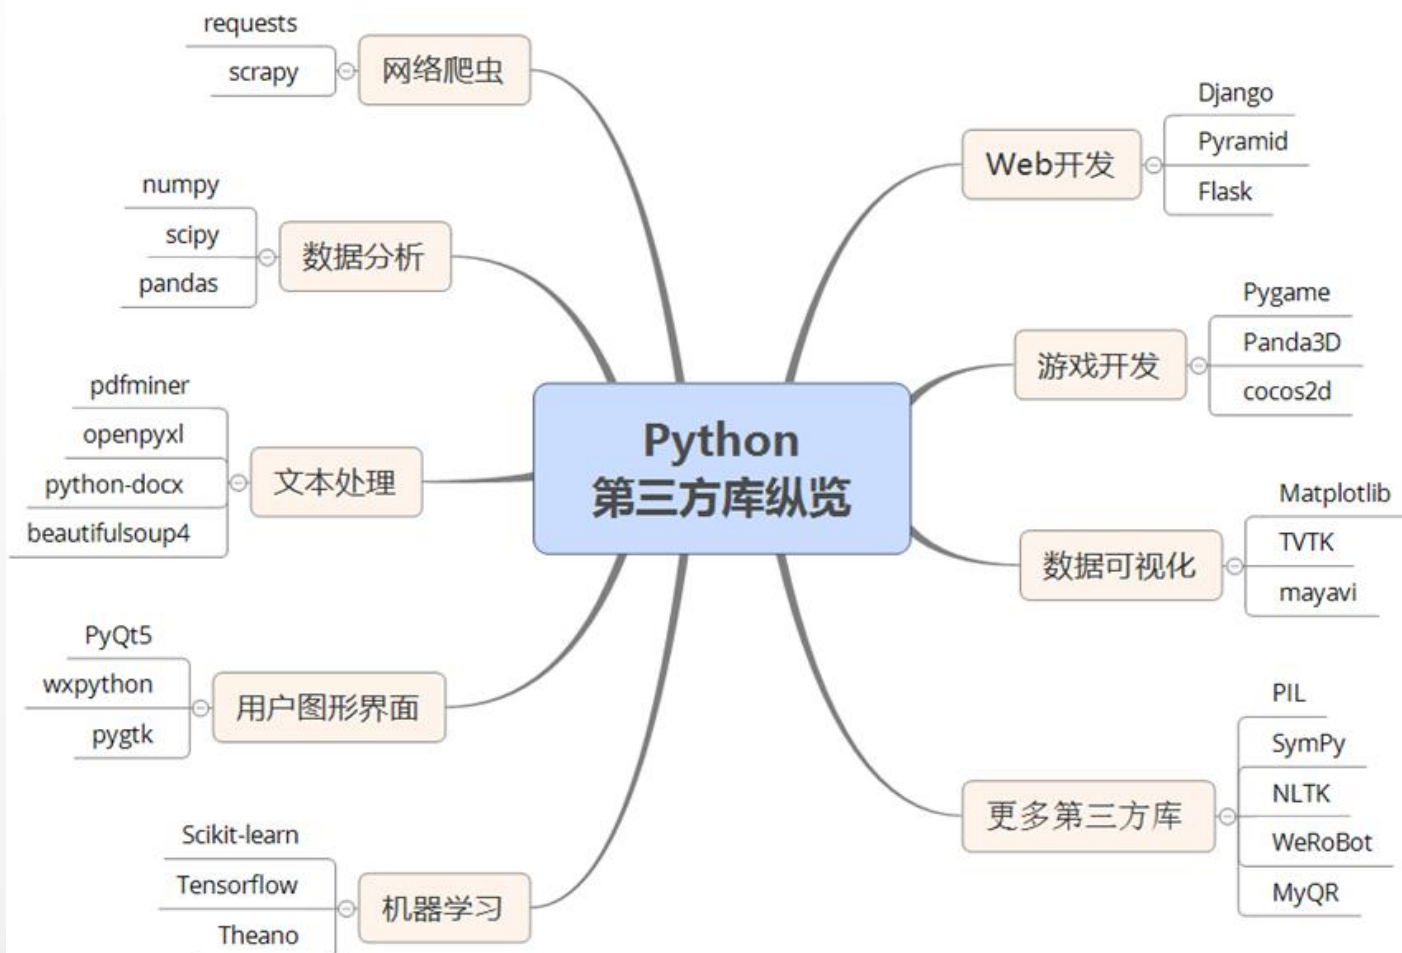 Python
第三方库纵览
网络爬虫
requests
scrapy
数据分析
numpy
scipy
pandas
文本处理
pdfminer
openpyxl
python-docx
beautifulsoup4
用户图形界面
PyQt5
wxpython
pygtk
机器学习
Scikit-learn
Tensorflow
Theano
Web开发
Django
Pyramid
Flask
游戏开发
Pygame
Panda3D
cocos2d
数据可视化
Matplotlib
TVTK
mayavi
更多第三方库
PIL
SymPy
NLTK
WeRoBot
MyQR